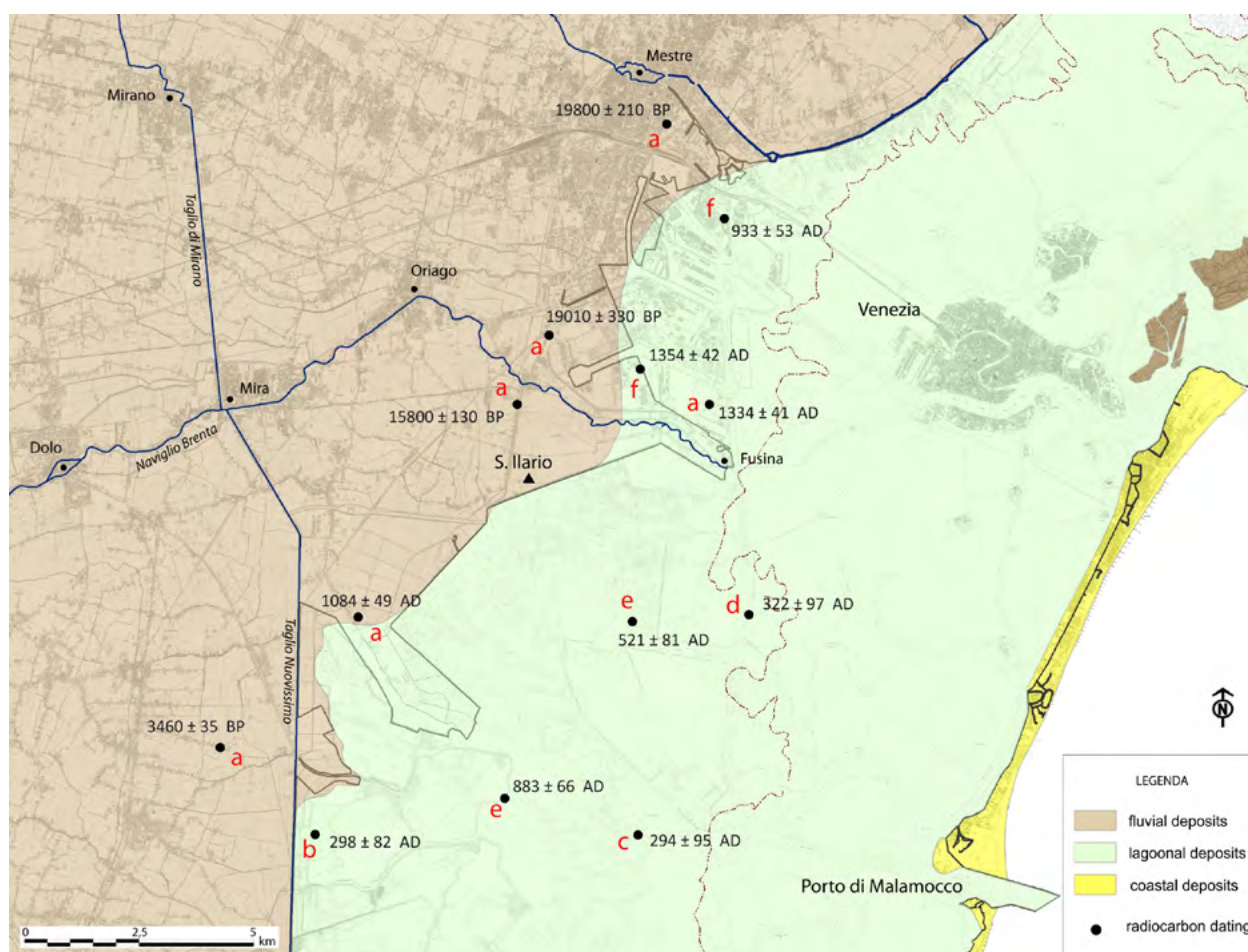 Mestre
Mirano
19800 ± 210 BP
a
Taglio di Mirano
f
933 ± 53 AD
Oriago
Venezia
19010 ± 330 BP
a
1354 ± 42 AD
f
Mira
a
15800 ± 130 BP
a
1334 ± 41 AD
Dolo
Naviglio Brenta
S. Ilario
Fusina
1084 ± 49 AD
a
e
521 ± 81 AD
d
322 ± 97 AD
Taglio Nuovissimo
3460 ± 35 BP
a
N
883 ± 66 AD
e
b
298 ± 82 AD
c
294 ± 95 AD
Porto di Malamocco
LEGENDA
fluvial deposits
lagoonal deposits
coastal deposits
radiocarbon dating
0 2,5 5
km